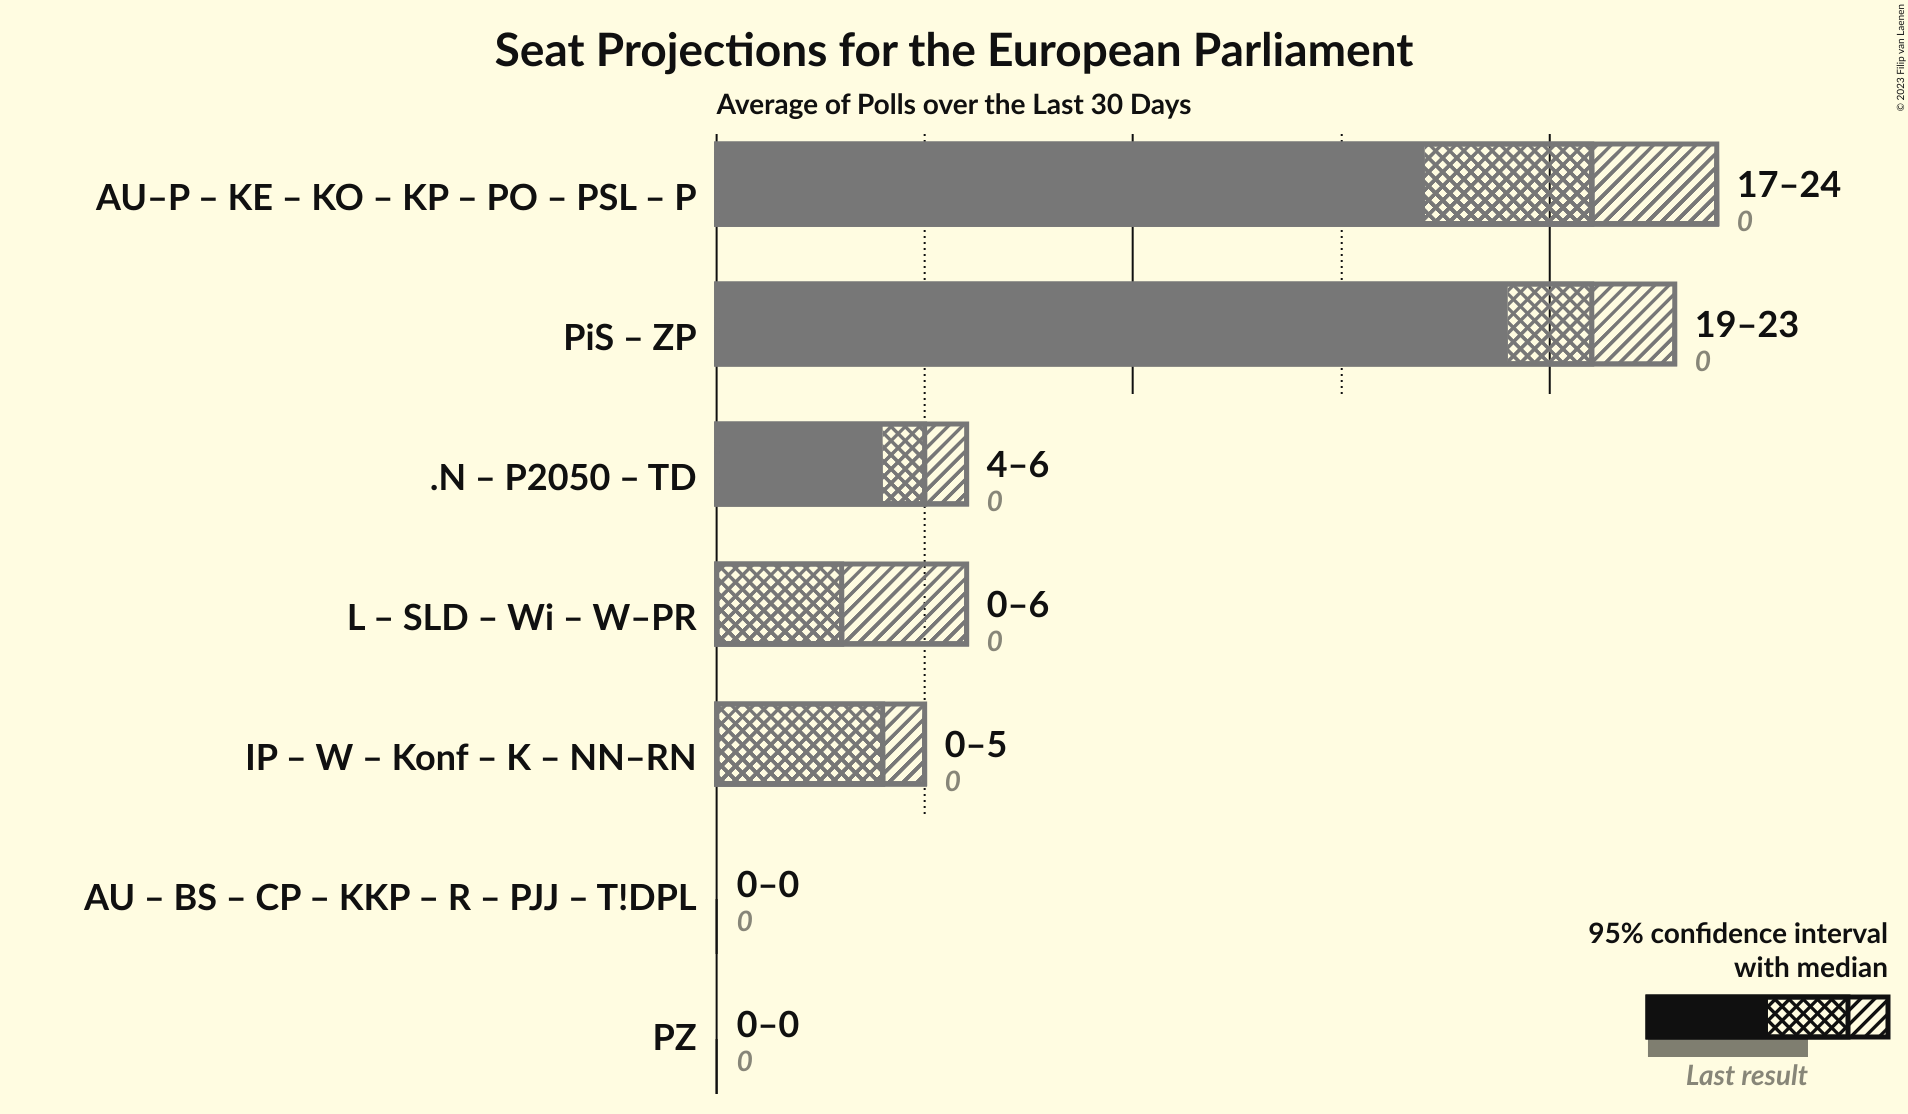 Seat Projections for the European Parliament
Average of Polls over the Last 30 Days
© 2023 Filip van Laenen
AU–P – KE – KO – KP – PO – PSL – P
17–24
0
PiS – ZP
19–23
0
.N – P2050 – TD
4–6
0
L – SLD – Wi – W–PR
0–6
0
IP – W – Konf – K – NN–RN
0–5
0
AU – BS – CP – KKP – R – PJJ – T!DPL
0–0
0
PZ
0–0
0
95% confidence interval
with median
Last result